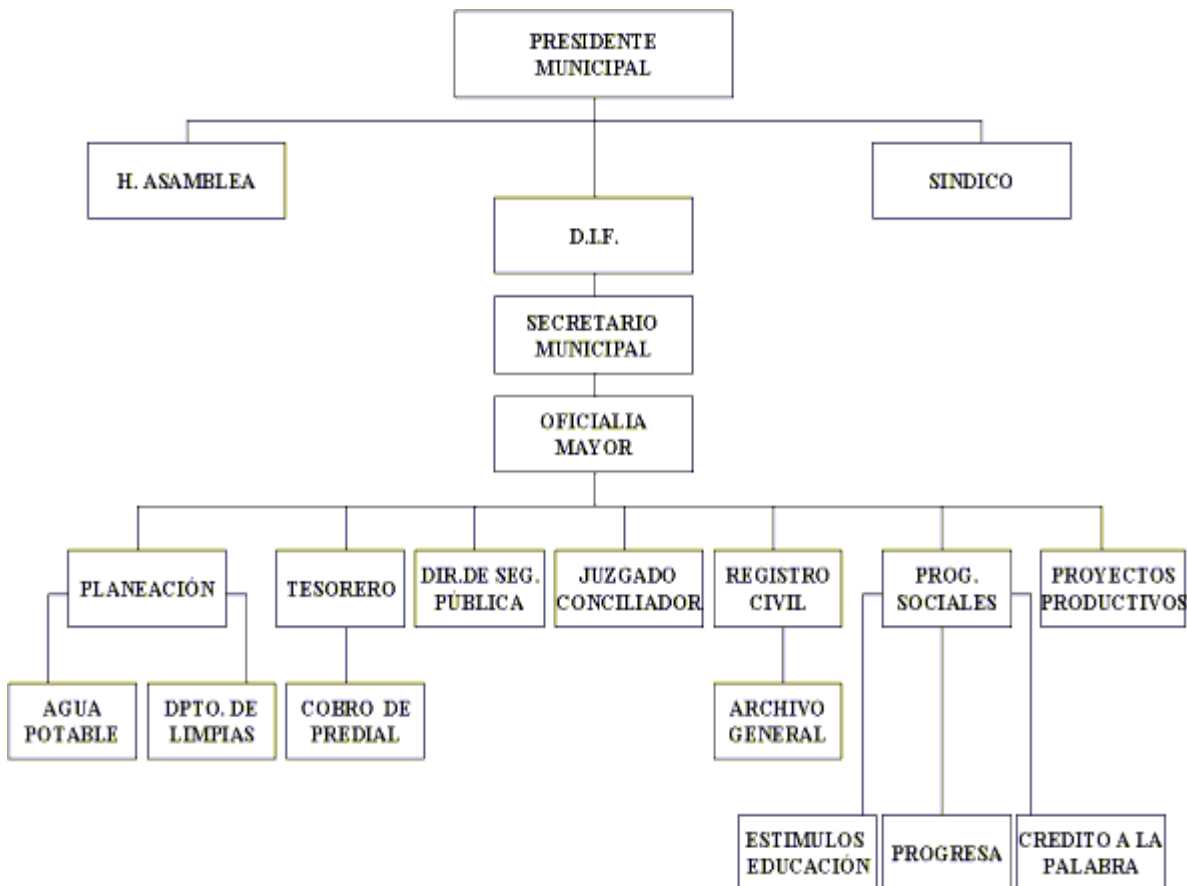 PRESIDENTE
MUNICIPAL
H. ASAMBLEA
SINDICO
D.I.F.
SECRETARIO
MUNICIPAL
OFICIALIA
MAYOR
PLANEACIÓN
TESORERO
DIR.DE SEG.
PÚBLICA
JUZGADO
CONCILIADOR
REGISTRO
CIVIL
PROG.
SOCIALES
PROYECTOS
PRODUCTIVOS
AGUA
POTABLE
DPTO. DE
LIMPIAS
COBRO DE
PREDIAL
ARCHIVO
GENERAL
ESTIMULOS
EDUCACIÓN
PROGRESA
CREDITO A LA
PALABRA